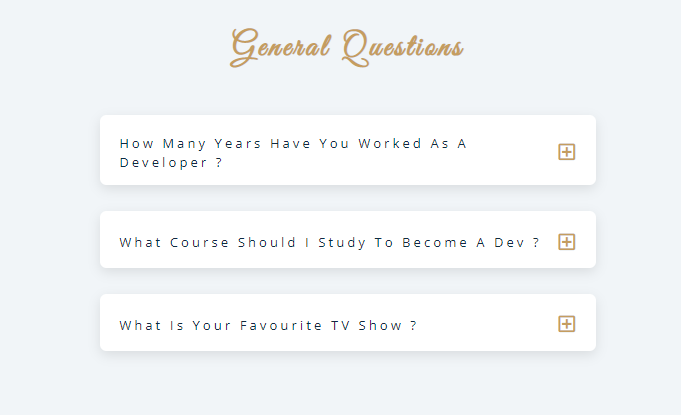 General Questions
How Many Years Have You Worked As A
Developer ?
What Course Should I Study To Become A Dev ?
What Is Your Favourite TV Show ?